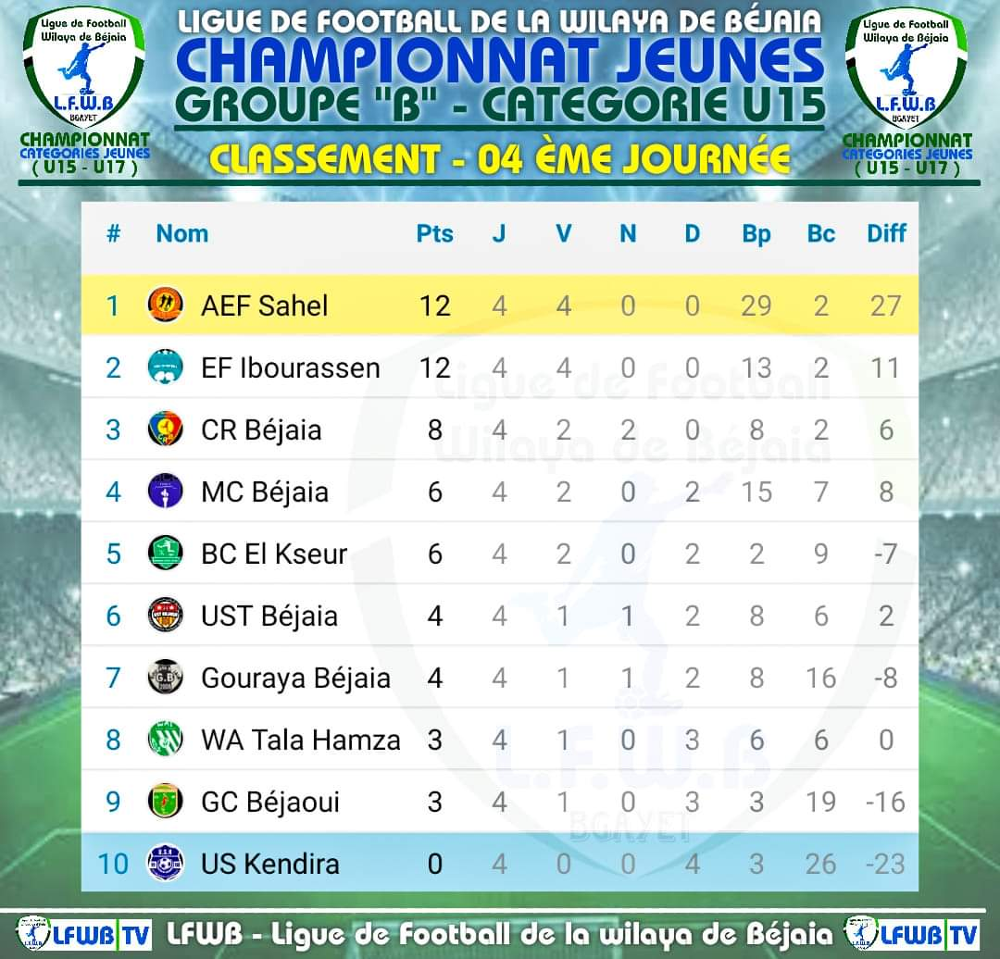 Ligue de Football
Wilaya de Béjaia
L.F.W.B
BGAYET
CHAMPIONNAT
CATEGORIES JEUNES
( U15 - U17 )
LIGUE DE FOOTBALL DE LA WILAYA DE BÉJAIA
CHAMPIONNAT JEUNES
GROUPE "B" - CATEGORIE U15
CLASSEMENT - 04 ÈME JOURNÉE
Ligue de Football
Wilaya de Béjaia
L.F.W.B
BGAYET
CHAMPIONNAT
CATEGORIES JEUNES
( U15 - U17 )
# Nom Pts J V N D Bp Bc Diff
1 AEF Sahel 12 4 4 0 0 29 2 27
2 EF Ibourassen 12 4 4 0 0 13 2 11
3 CR Béjaia 8 4 2 2 0 8 2 6
4 MC Béjaia 6 4 2 0 2 15 7 8
5 BC El Kseur 6 4 2 0 2 2 9 -7
6 UST Béjaia 4 4 1 1 2 8 6 2
7 Gouraya Béjaia 4 4 1 1 2 8 16 -8
8 WA Tala Hamza 3 4 1 0 3 6 6 0
9 GC Béjaoui 3 4 1 0 3 3 19 -16
10 US Kendira 0 4 0 0 4 3 26 -23
Ligue de Football
Wilaya de Béjaia
L.F.W.B
BGAYET
LFWB TV
LFWB - Ligue de Football de la wilaya de Béjaia
LFWB TV